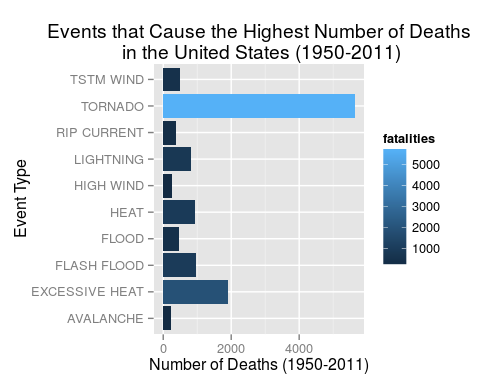 Events that Cause the Highest Number of Deaths
in the United States (1950-2011)
Event Type
TSTM WIND
TORNADO
RIP CURRENT
LIGHTNING
HIGH WIND
HEAT
FLOOD
FLASH FLOOD
EXCESSIVE HEAT
AVALANCHE
0 2000 4000
Number of Deaths (1950-2011)
fatalities
5000
4000
3000
2000
1000